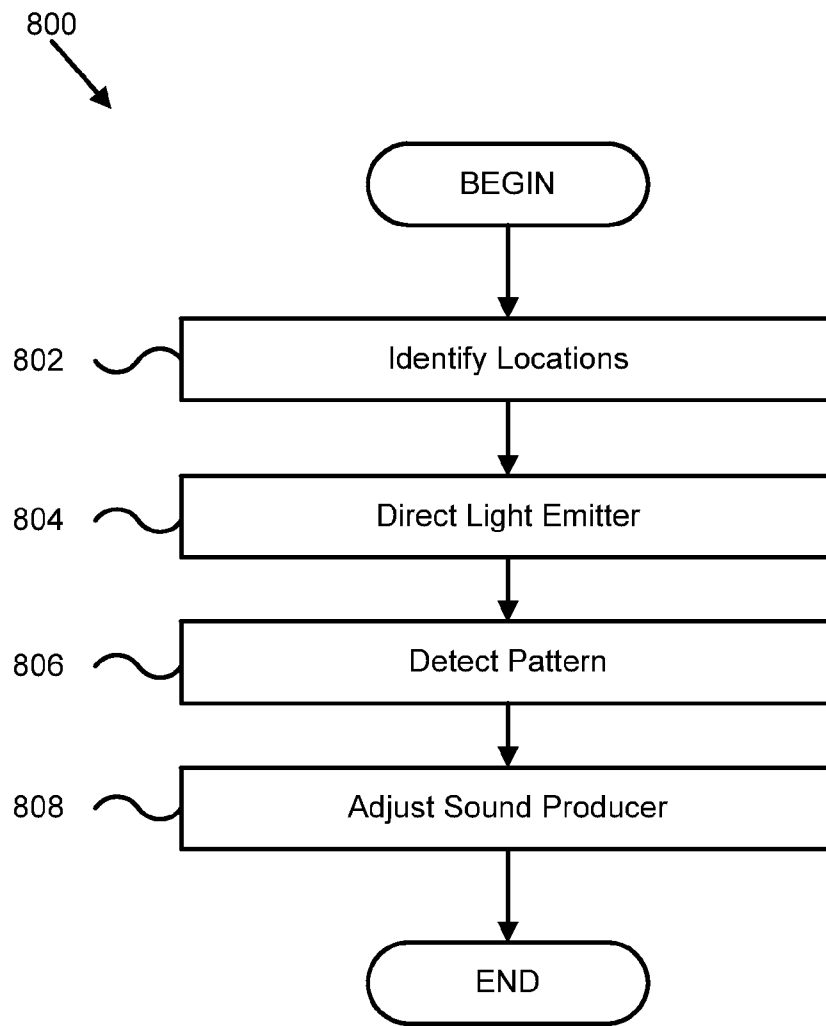 800
BEGIN
802 Identify Locations
804 Direct Light Emitter
806 Detect Pattern
808 Adjust Sound Producer
END